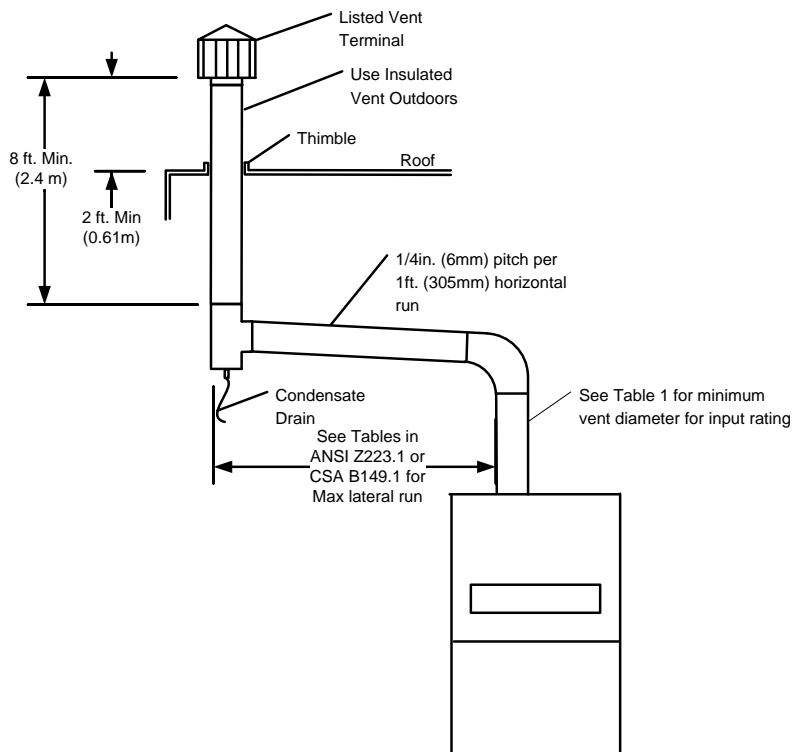 Listed Vent
Terminal
Use Insulated
Vent Outdoors
Thimble
Roof
8 ft. Min.
(2.4 m)
2 ft. Min
(0.61m)
1/4in. (6mm) pitch per
1ft. (305mm) horizontal
run
Condensate
Drain
See Table 1 for minimum
vent diameter for input rating
See Tables in
ANSI Z223.1 or
CSA B149.1 for
Max lateral run